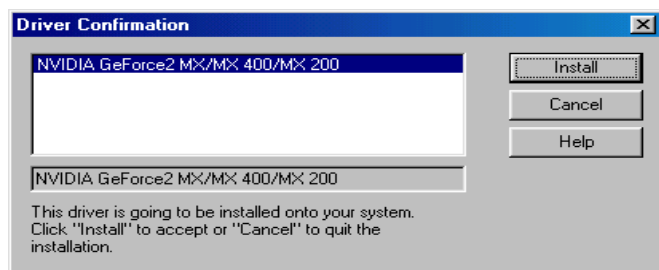 Driver Confirmation
NVIDIA GeForce2 MX/MX 400/MX 200
Install
Cancel
Help
NVIDIA GeForce2 MX/MX 400/MX 200
This driver is going to be installed onto your system.
Click "Install" to accept or "Cancel" to quit the
installation.